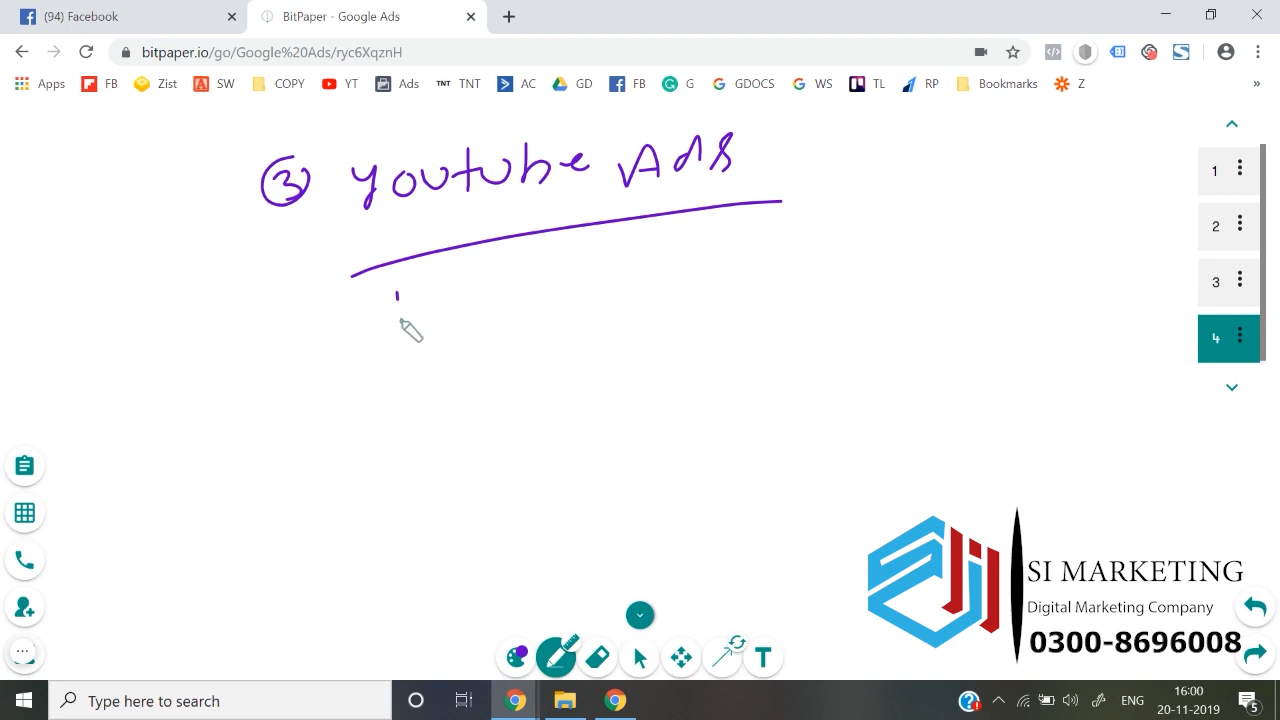 (94) Facebook
BitPaper - Google Ads
bitpaper.io/go/Google%20Ads/ryc6XqznH
Apps FB Zist SW COPY YT Ads TNT TNT AC GD FB G GDOCS WS TL RP Bookmarks Z »
③ youtube Ads
1
2
3
4
SI MARKETING
Digital Marketing Company
0300-8696008
T
Type here to search
ENG
16:00
20-11-2019
5